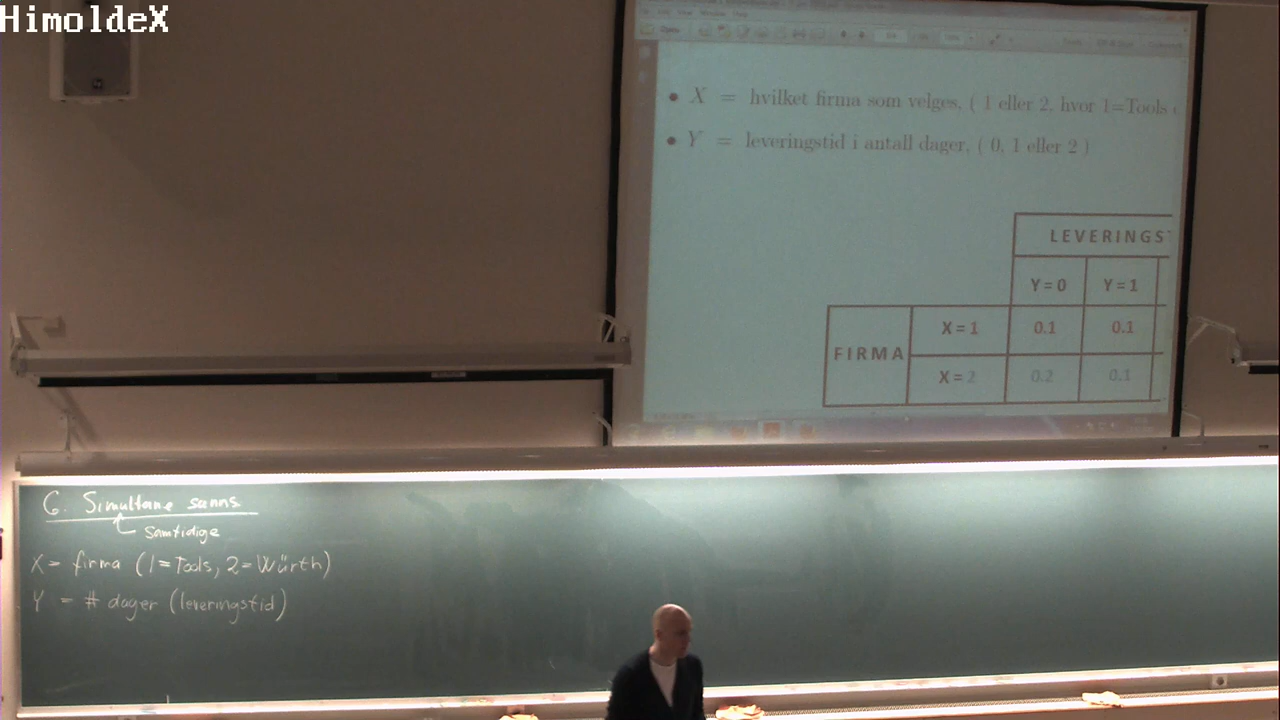 HimoldeX
• X = hvilket firma som velges, ( 1 eller 2, hvor 1=Tools
• Y = leveringstid i antall dager, ( 0, 1 eller 2 )
LEVERINGS
Y = 0 Y = 1
FIRMA X = 1 0.1 0.1
X = 2 0.2 0.1
6. Simultane sanns
Samtidige
X = firma (1=Tools, 2=Würth)
Y = # dager (leveringstid)